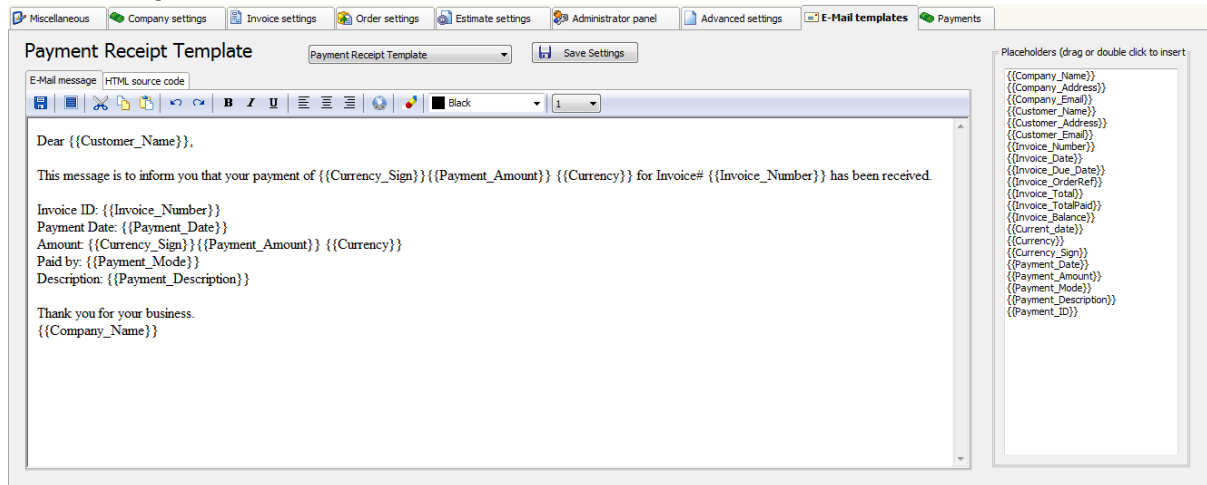 Miscellaneous Company settings Invoice settings Order settings Estimate settings Administrator panel Advanced settings E-Mail templates Payments
Payment Receipt Template
Payment Receipt Template
Save Settings
E-Mail message HTML source code
B I U Black 1
Dear {{Customer_Name}},
This message is to inform you that your payment of {{Currency_Sign}}{{Payment_Amount}} {{Currency}} for Invoice# {{Invoice_Number}} has been received.
Invoice ID: {{Invoice_Number}}
Payment Date: {{Payment_Date}}
Amount: {{Currency_Sign}}{{Payment_Amount}} {{Currency}}
Paid by: {{Payment_Mode}}
Description: {{Payment_Description}}
Thank you for your business.
{{Company_Name}}
Placeholders (drag or double click to insert
{{Company_Name}}
{{Company_Address}}
{{Company_Email}}
{{Customer_Name}}
{{Customer_Address}}
{{Customer_Email}}
{{Invoice_Number}}
{{Invoice_Date}}
{{Invoice_Due_Date}}
{{Invoice_OrderRef}}
{{Invoice_Total}}
{{Invoice_TotalPaid}}
{{Invoice_Balance}}
{{Current_date}}
{{Currency}}
{{Currency_Sign}}
{{Payment_Date}}
{{Payment_Amount}}
{{Payment_Mode}}
{{Payment_Description}}
{{Payment_ID}}